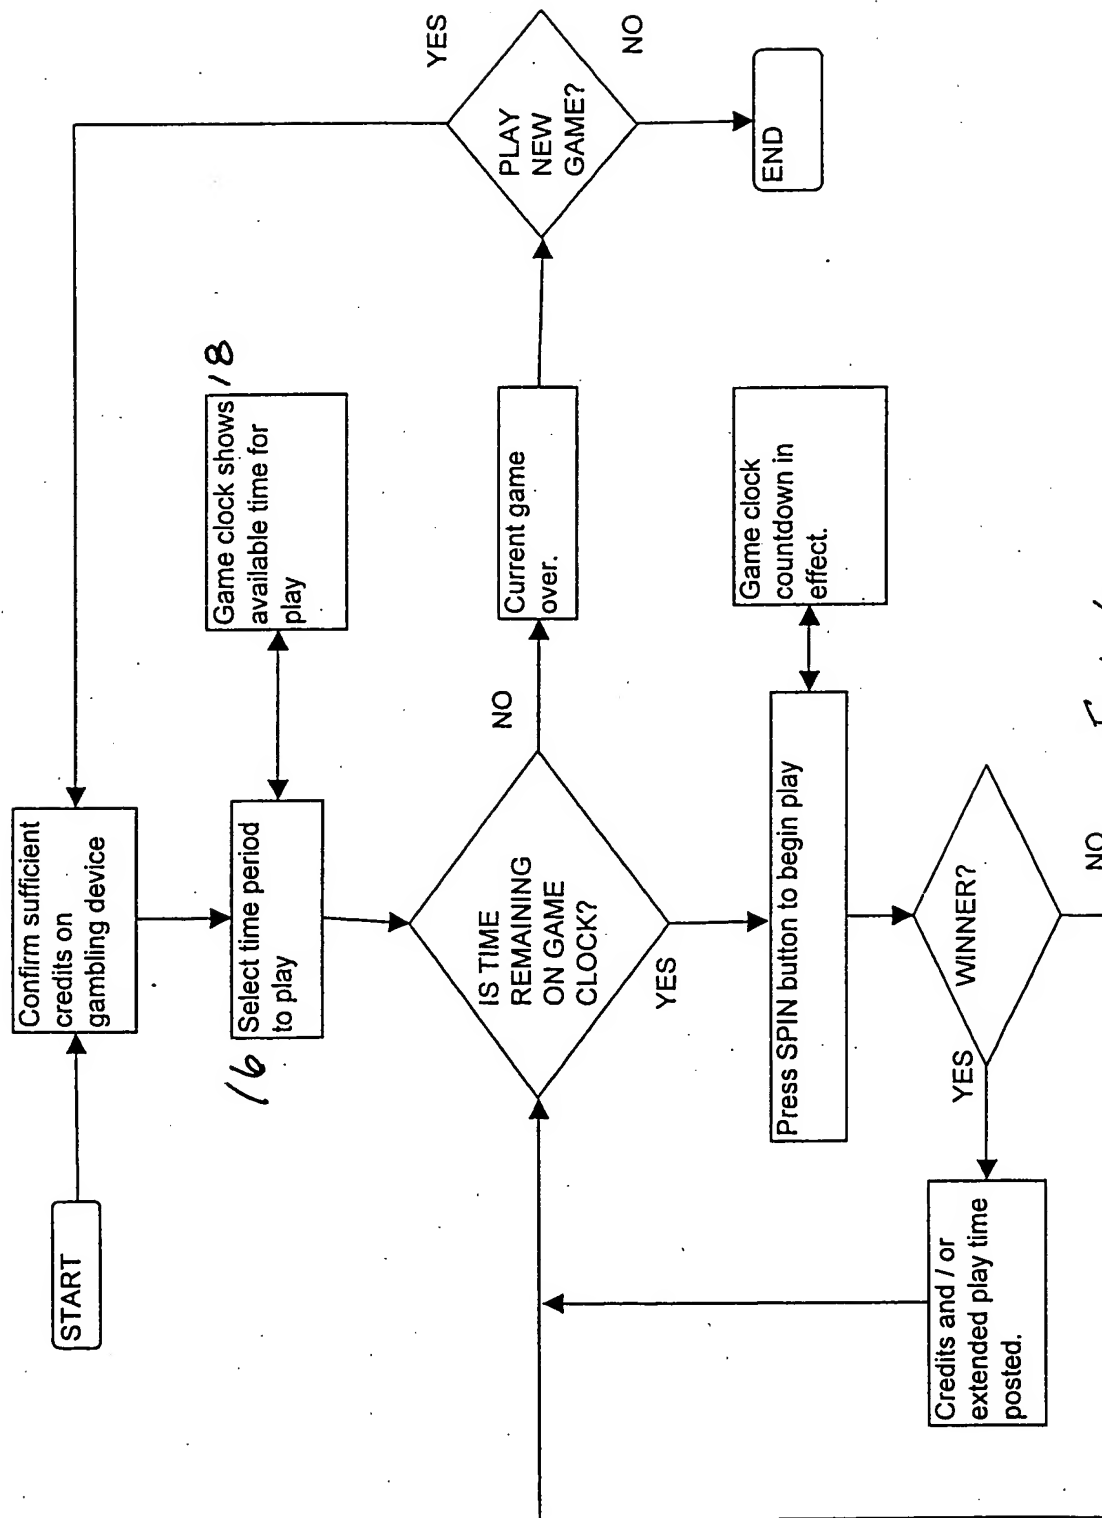 START
Confirm sufficient
credits on
gambling device
16
Select time period
to play
Game clock shows
available time for
play
18
IS TIME
REMAINING
ON GAME
CLOCK?
NO
Current game
over.
PLAY
NEW
GAME?
YES
NO
END
YES
Press SPIN button to begin play
Game clock
countdown in
effect.
WINNER?
YES
NO
Credits and / or
extended play time
posted.